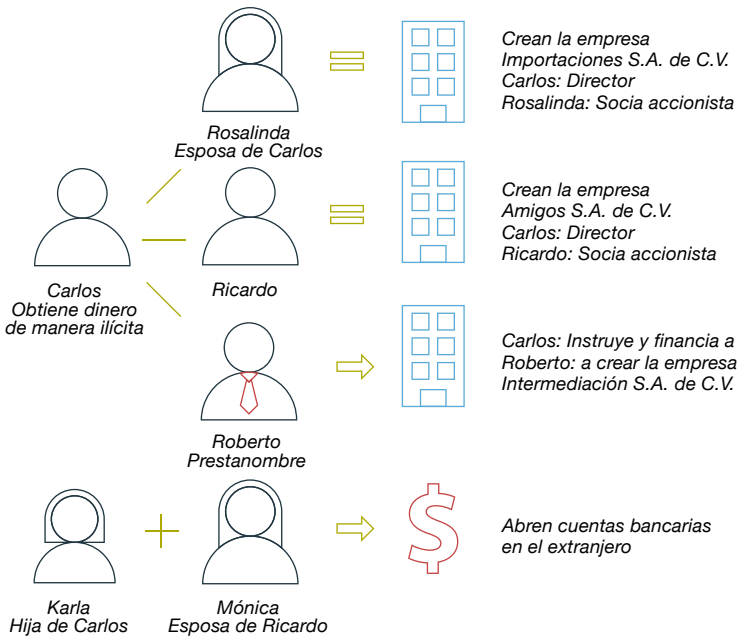 Rosalinda
Esposa de Carlos
Crean la empresa
Importaciones S.A. de C.V.
Carlos: Director
Rosalinda: Socia accionista
Carlos
Obtiene dinero
de manera ilícita
Ricardo
Crean la empresa
Amigos S.A. de C.V.
Carlos: Director
Ricardo: Socia accionista
Roberto
Prestanombre
Carlos: Instruye y financia a
Roberto: a crear la empresa
Intermediación S.A. de C.V.
Karla
Hija de Carlos
Mónica
Esposa de Ricardo
$
Abren cuentas bancarias
en el extranjero